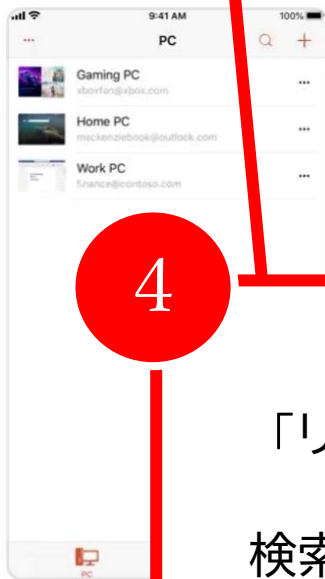 9:41 AM
100%
PC
Gaming PC
xboxfan@xbox.com
Home PC
mackenziebook@outlook.com
Work PC
finance@contoso.com
4
「リ
検索
PC